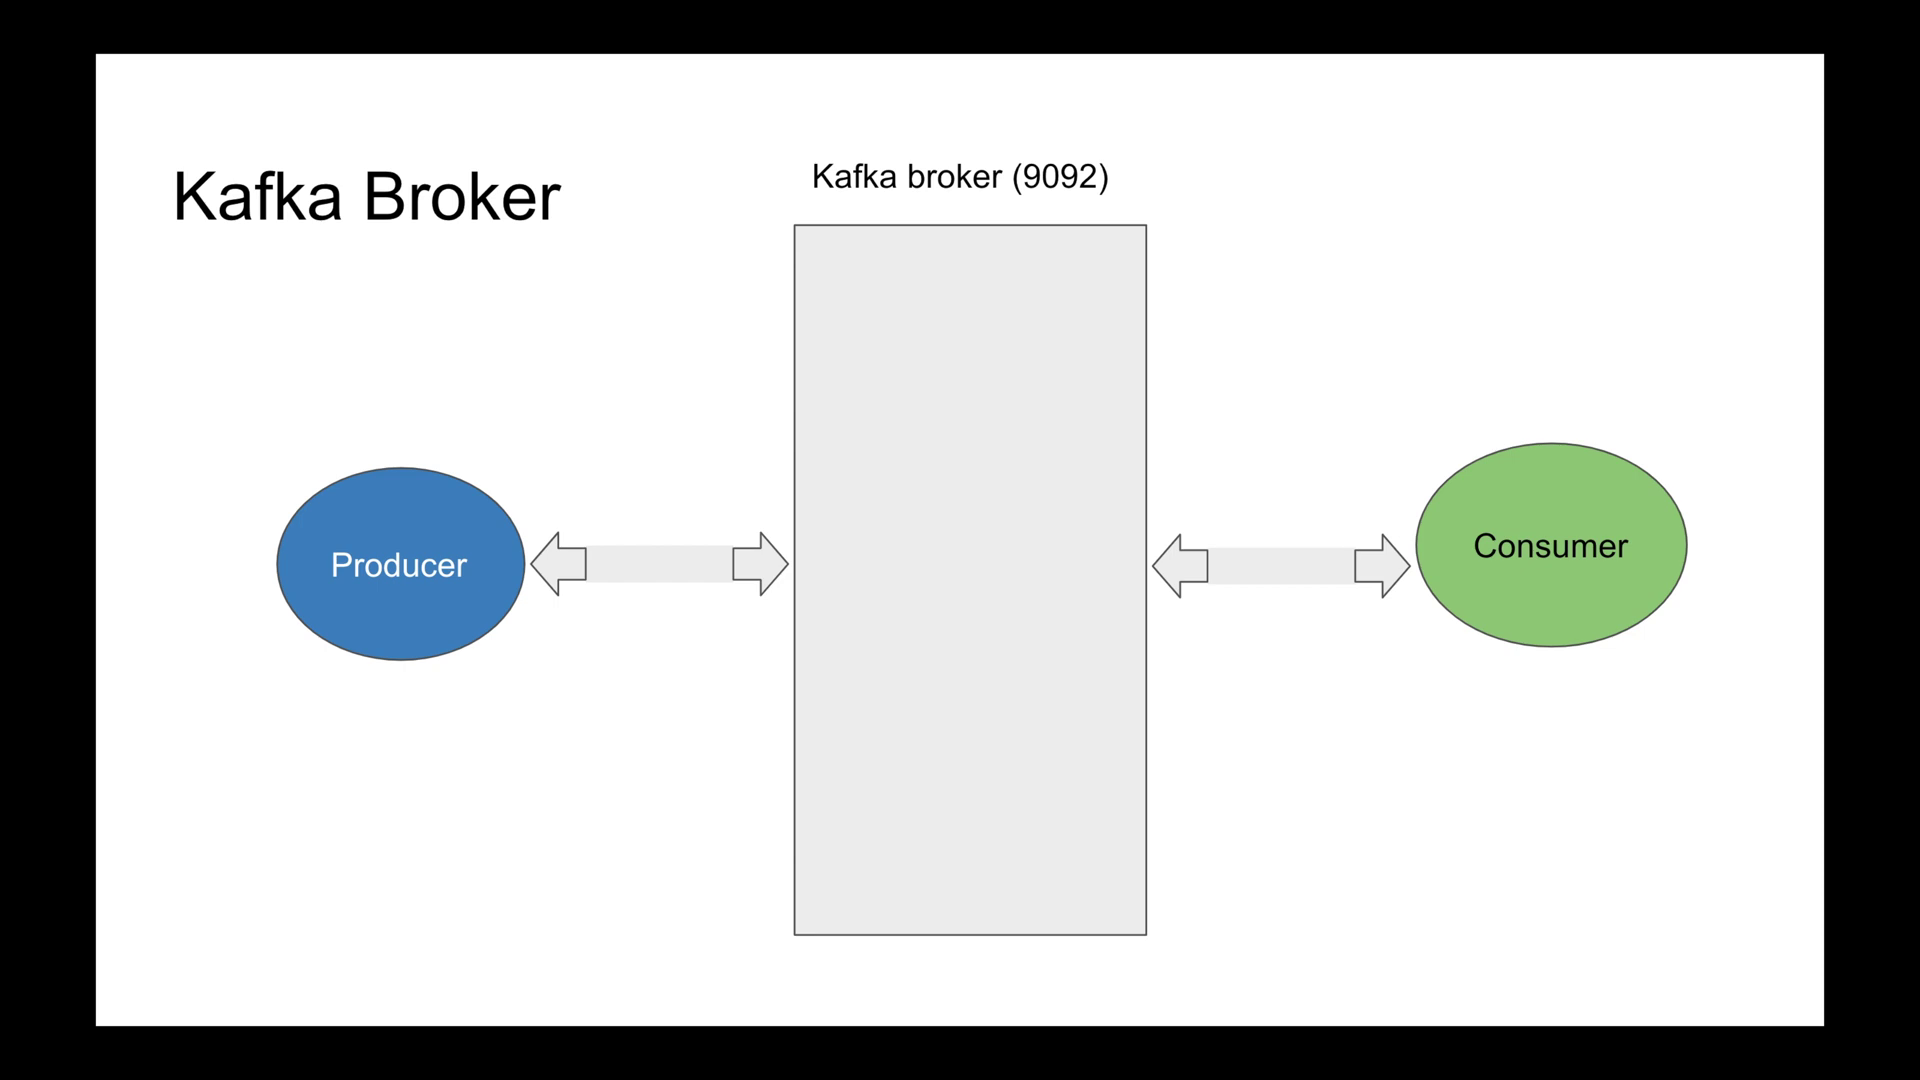 Kafka Broker
Kafka broker (9092)
Producer
Consumer